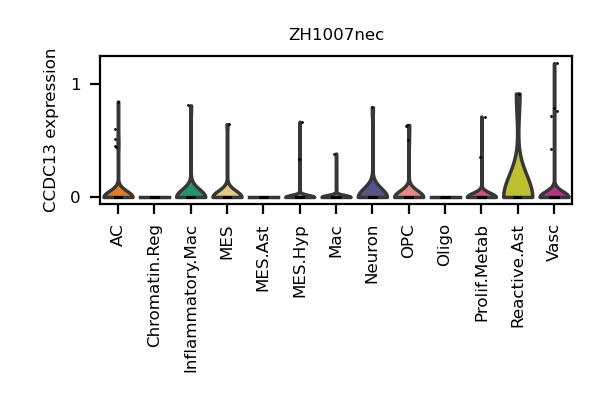 ZH1007nec
CCDC13 expression
1
0
AC
Chromatin.Reg
Inflammatory.Mac
MES
MES.Ast
MES.Hyp
Mac
Neuron
OPC
Oligo
Prolif.Metab
Reactive.Ast
Vasc